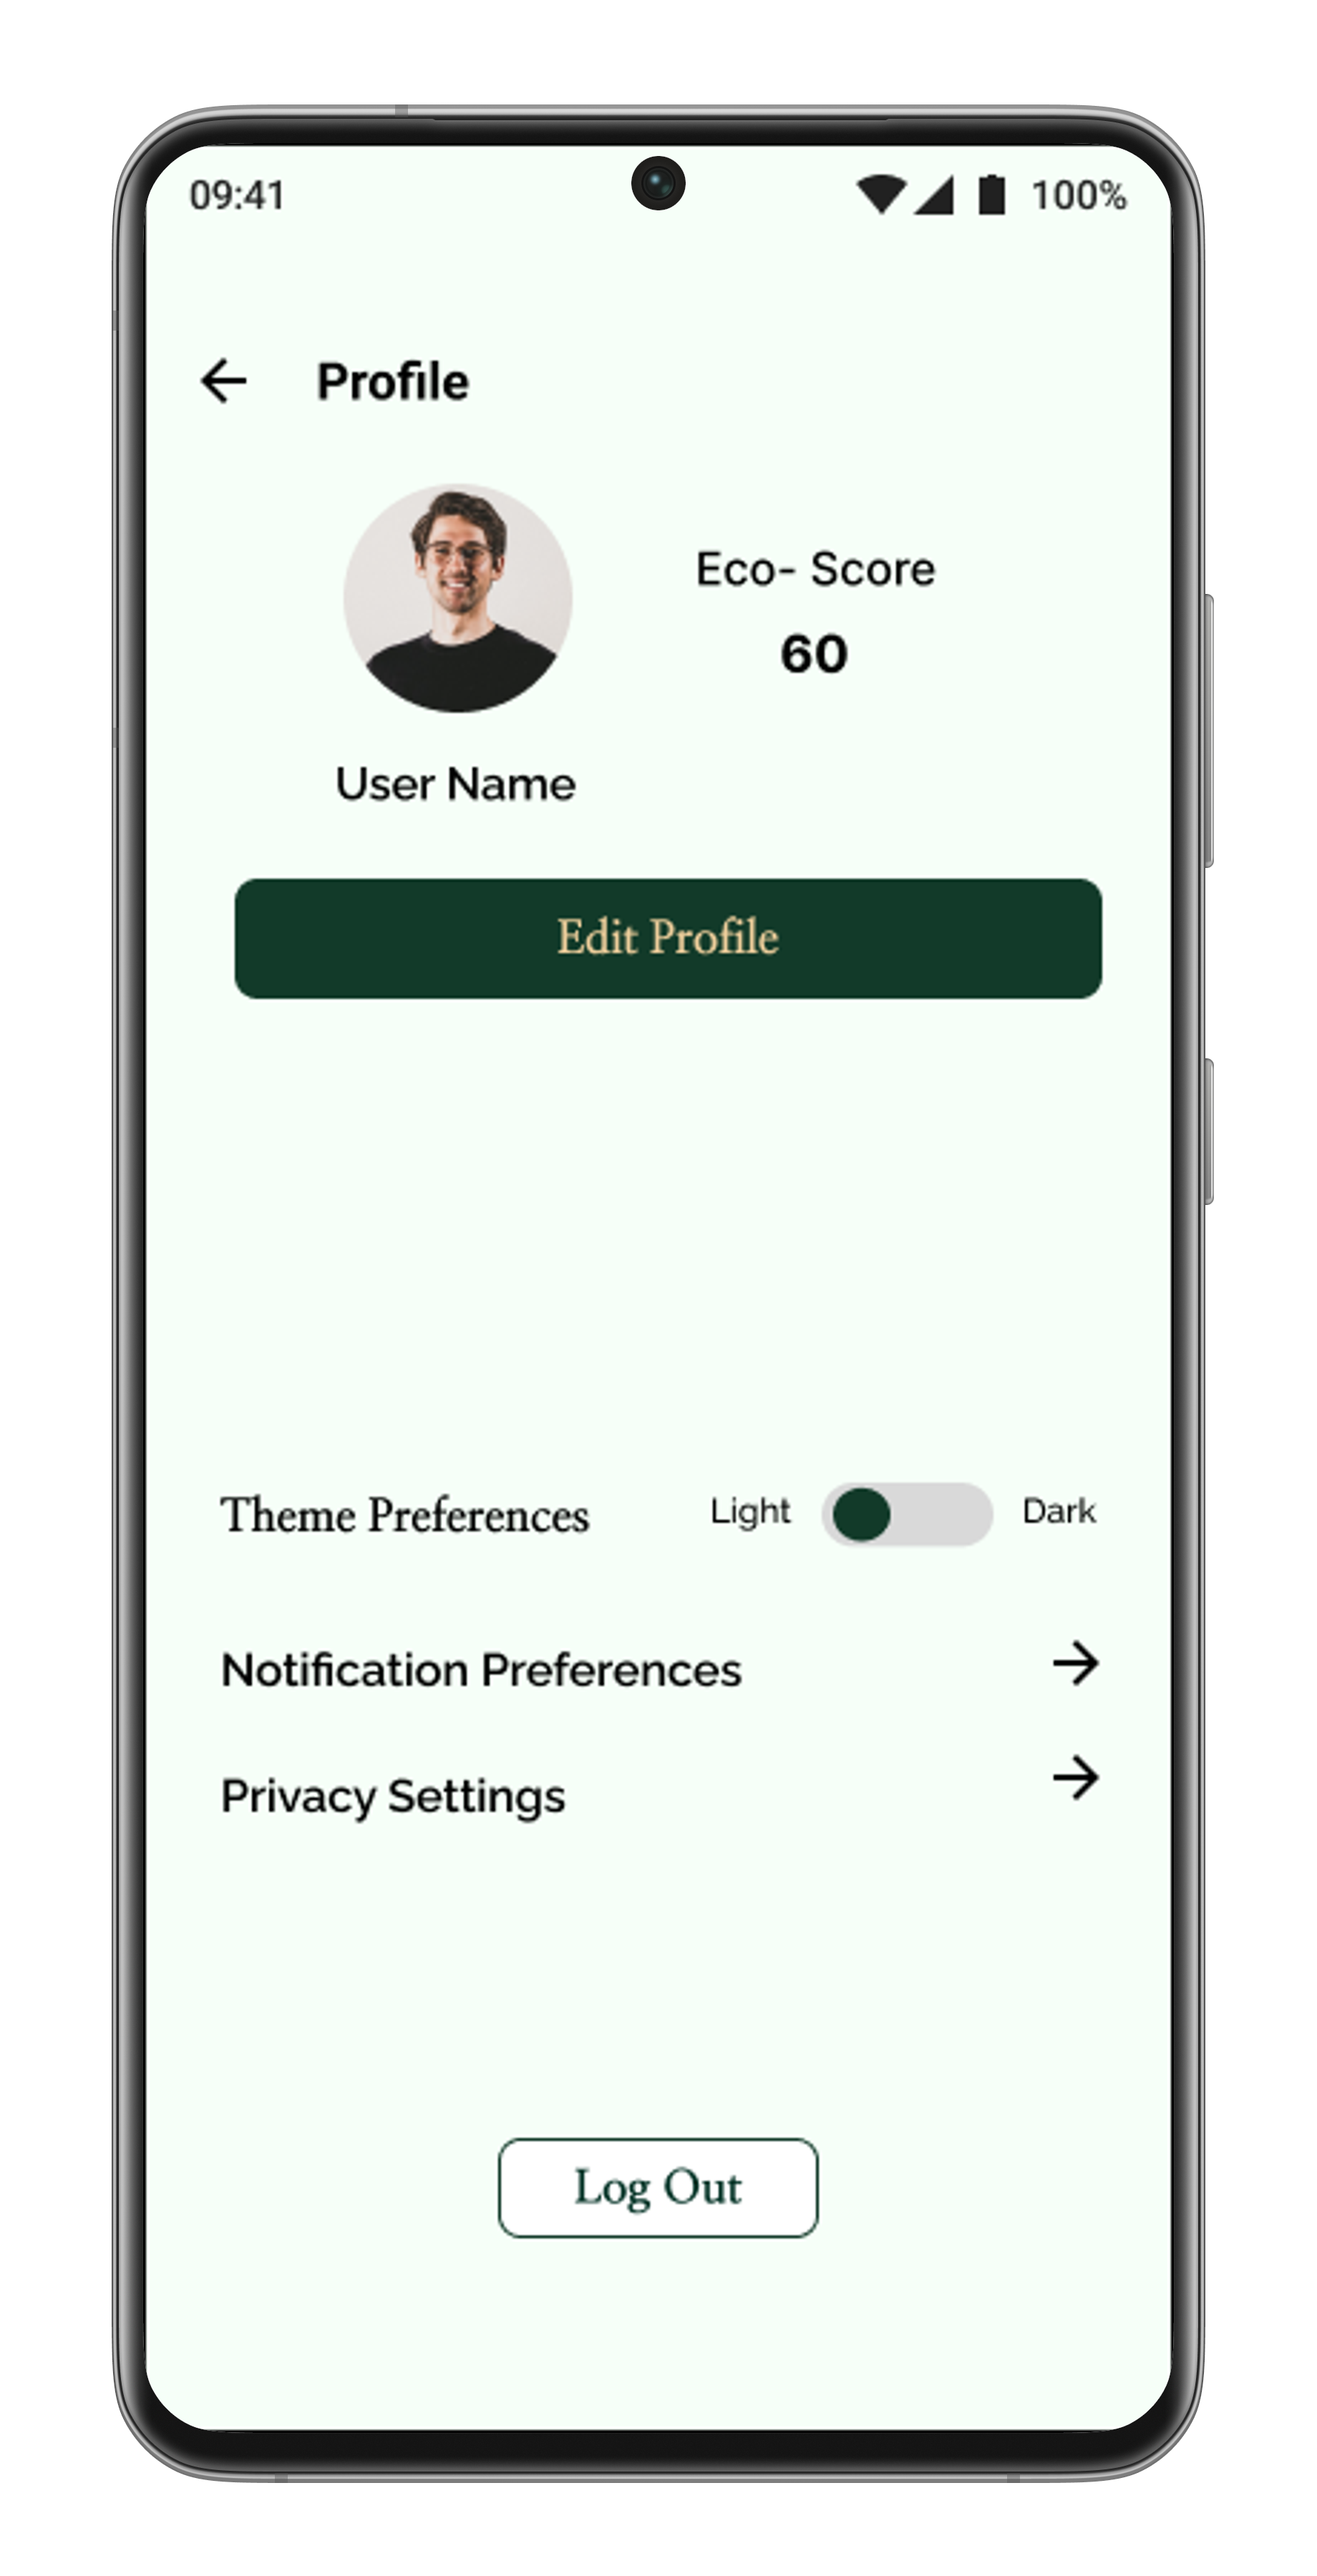 09:41 100%
Profile
Eco- Score
60
User Name
Edit Profile
Theme Preferences Light Dark
Notification Preferences
Privacy Settings
Log Out